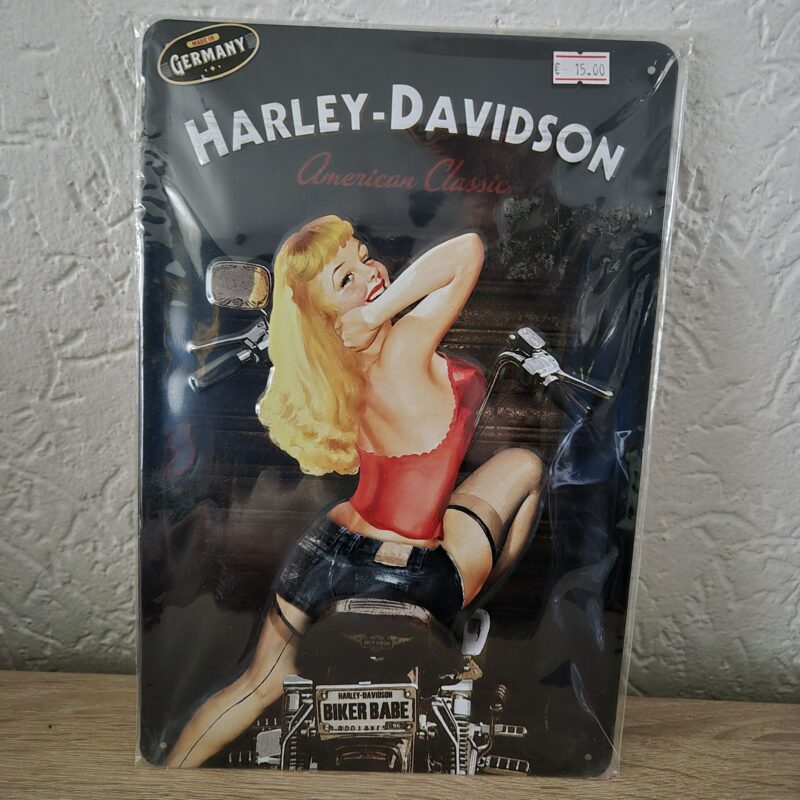 MADE IN
GERMANY
€- 15.00
HARLEY-DAVIDSON
American Classic
HARLEY-DAVIDSON
BIKER BABE